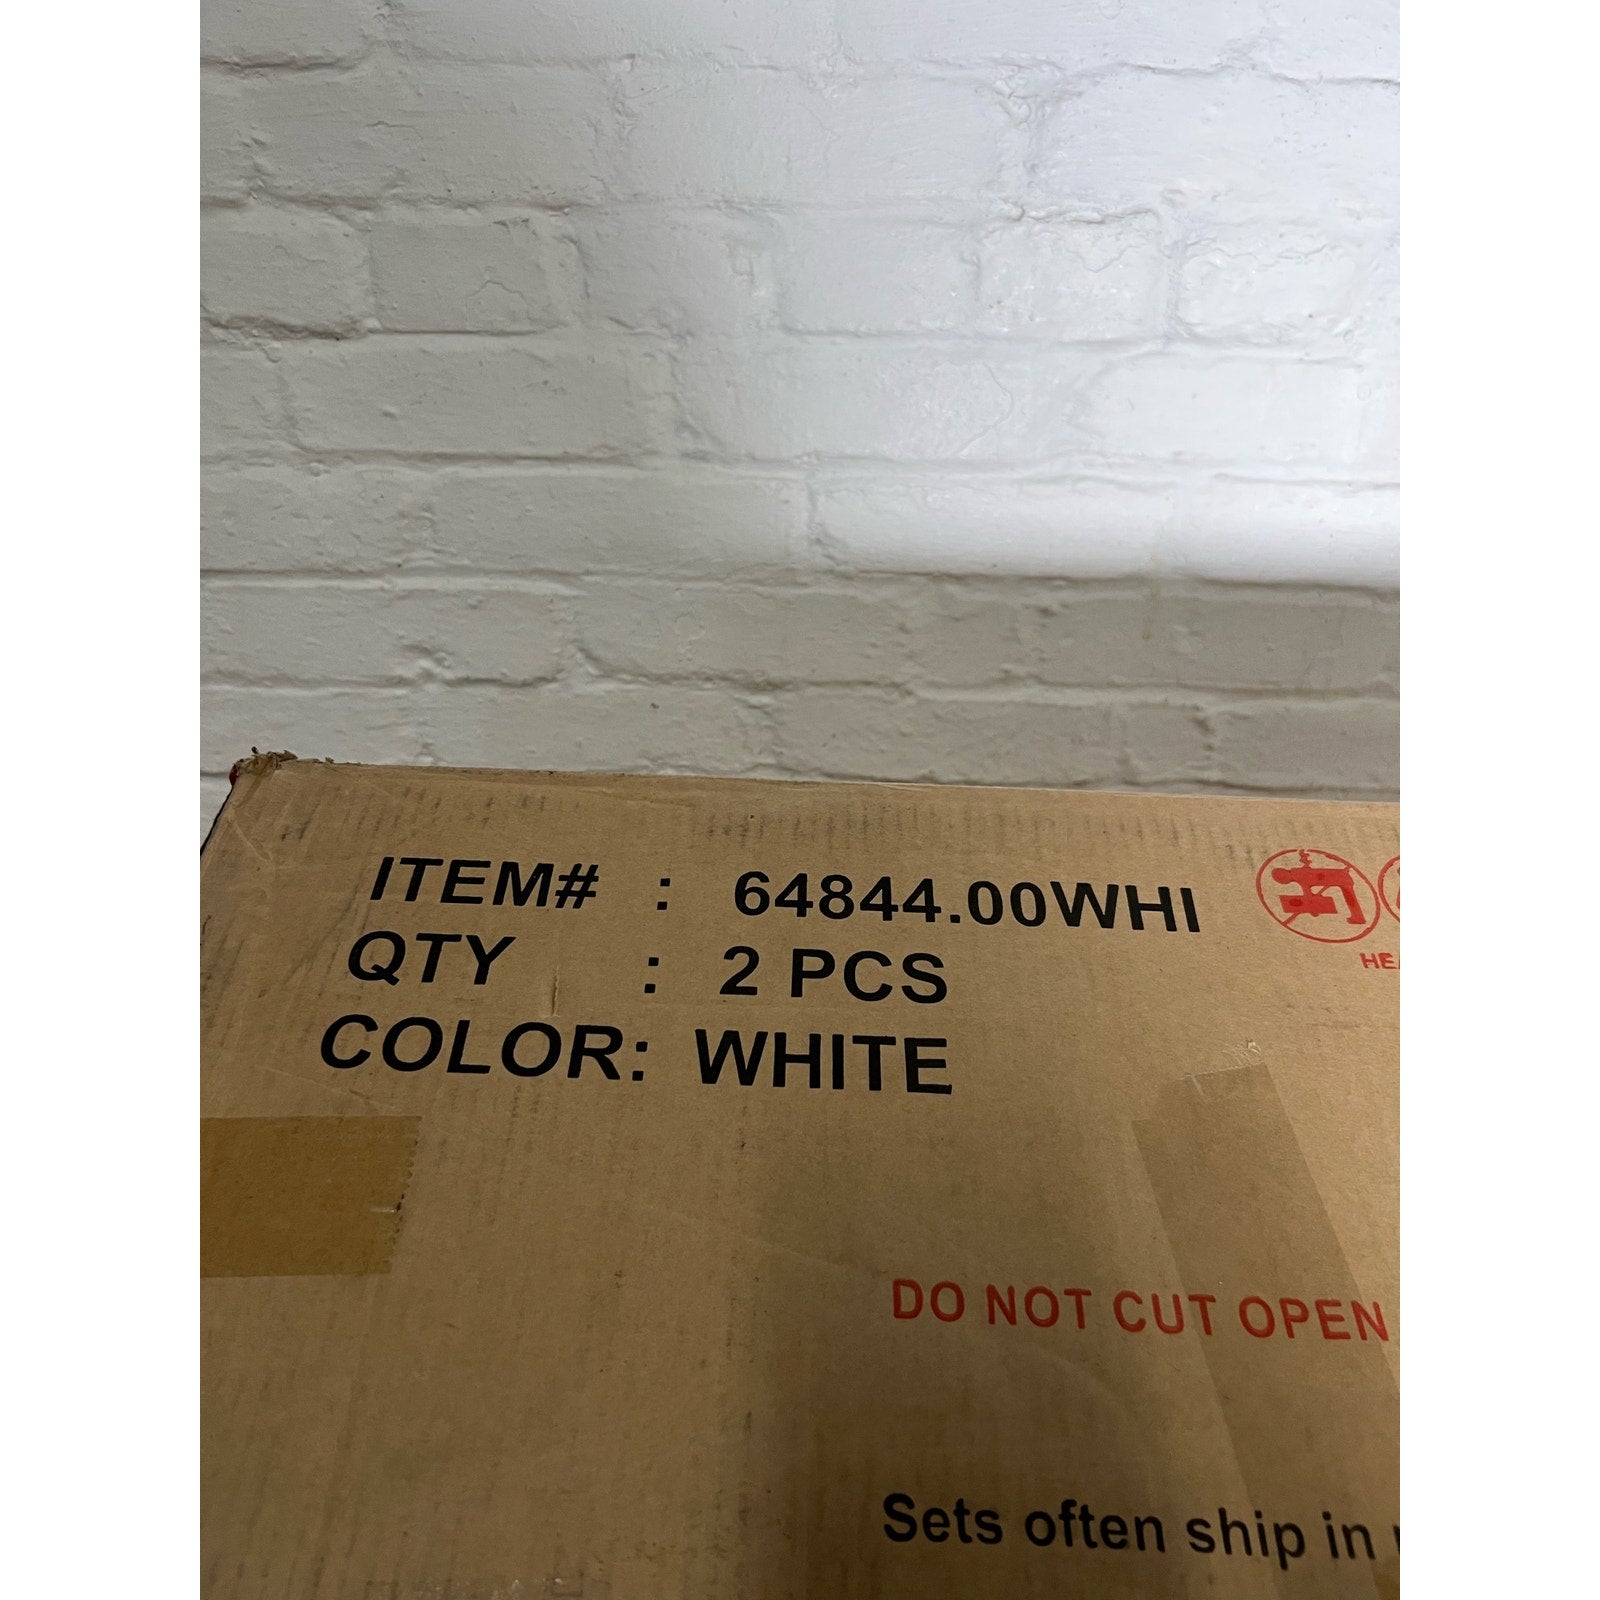 ITEM# : 64844.00WHI
QTY : 2 PCS
COLOR: WHITE
DO NOT CUT OPEN
Sets often ship in